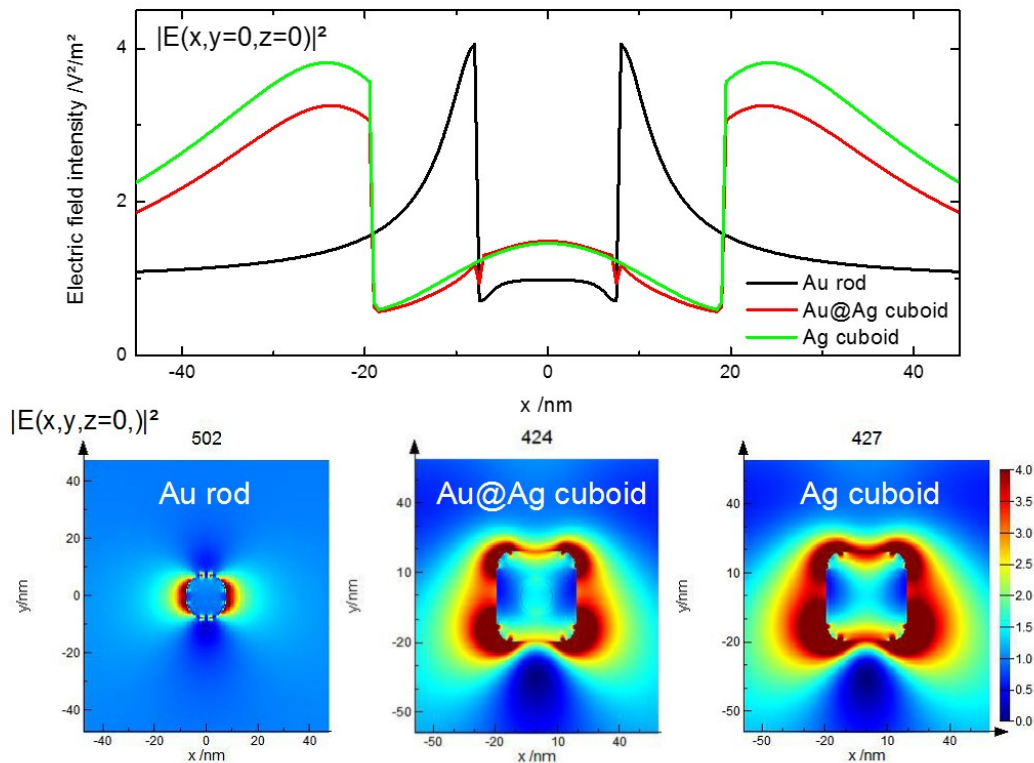 |E(x,y=0,z=0)|²
Electric field intensity /V²/m²
4
2
0
-40
-20
0
20
40
x /nm
Au rod
Au@Ag cuboid
Ag cuboid
|E(x,y,z=0,)|²
502
424
427
Au rod
Au@Ag cuboid
Ag cuboid
y/nm
40
20
0
-20
-40
-40
-20
0
20
40
x /nm
y/nm
40
10
-20
-60
-50
-20
10
40
x /nm
y/nm
40
10
-20
-50
-50
-20
10
40
x /nm
4.0
3.5
3.0
2.5
2.0
1.5
1.0
0.5
0.0